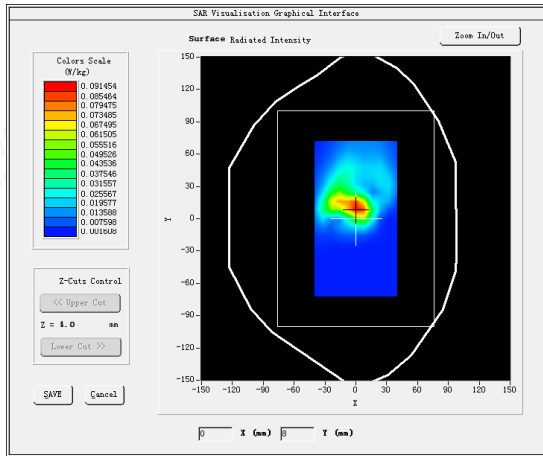 SAR Visualisation Graphical Interface
Surface Radiated Intensity
Zoom In/Out
Colors Scale
(W/kg)
0.091454
0.085464
0.079475
0.073485
0.067495
0.061505
0.055516
0.049526
0.043536
0.037546
0.031557
0.025567
0.019577
0.013588
0.007598
0.001608
Z-Cuts Control
<< Upper Cut
Z = 4.0 mm
Lower Cut >>
SAVE
Cancel
150
120
90
60
30
0
-30
-60
-90
-120
-150
Y
-150 -120 -90 -60 -30 0 30 60 90 120 150
X
0 X (mm) 8 Y (mm)